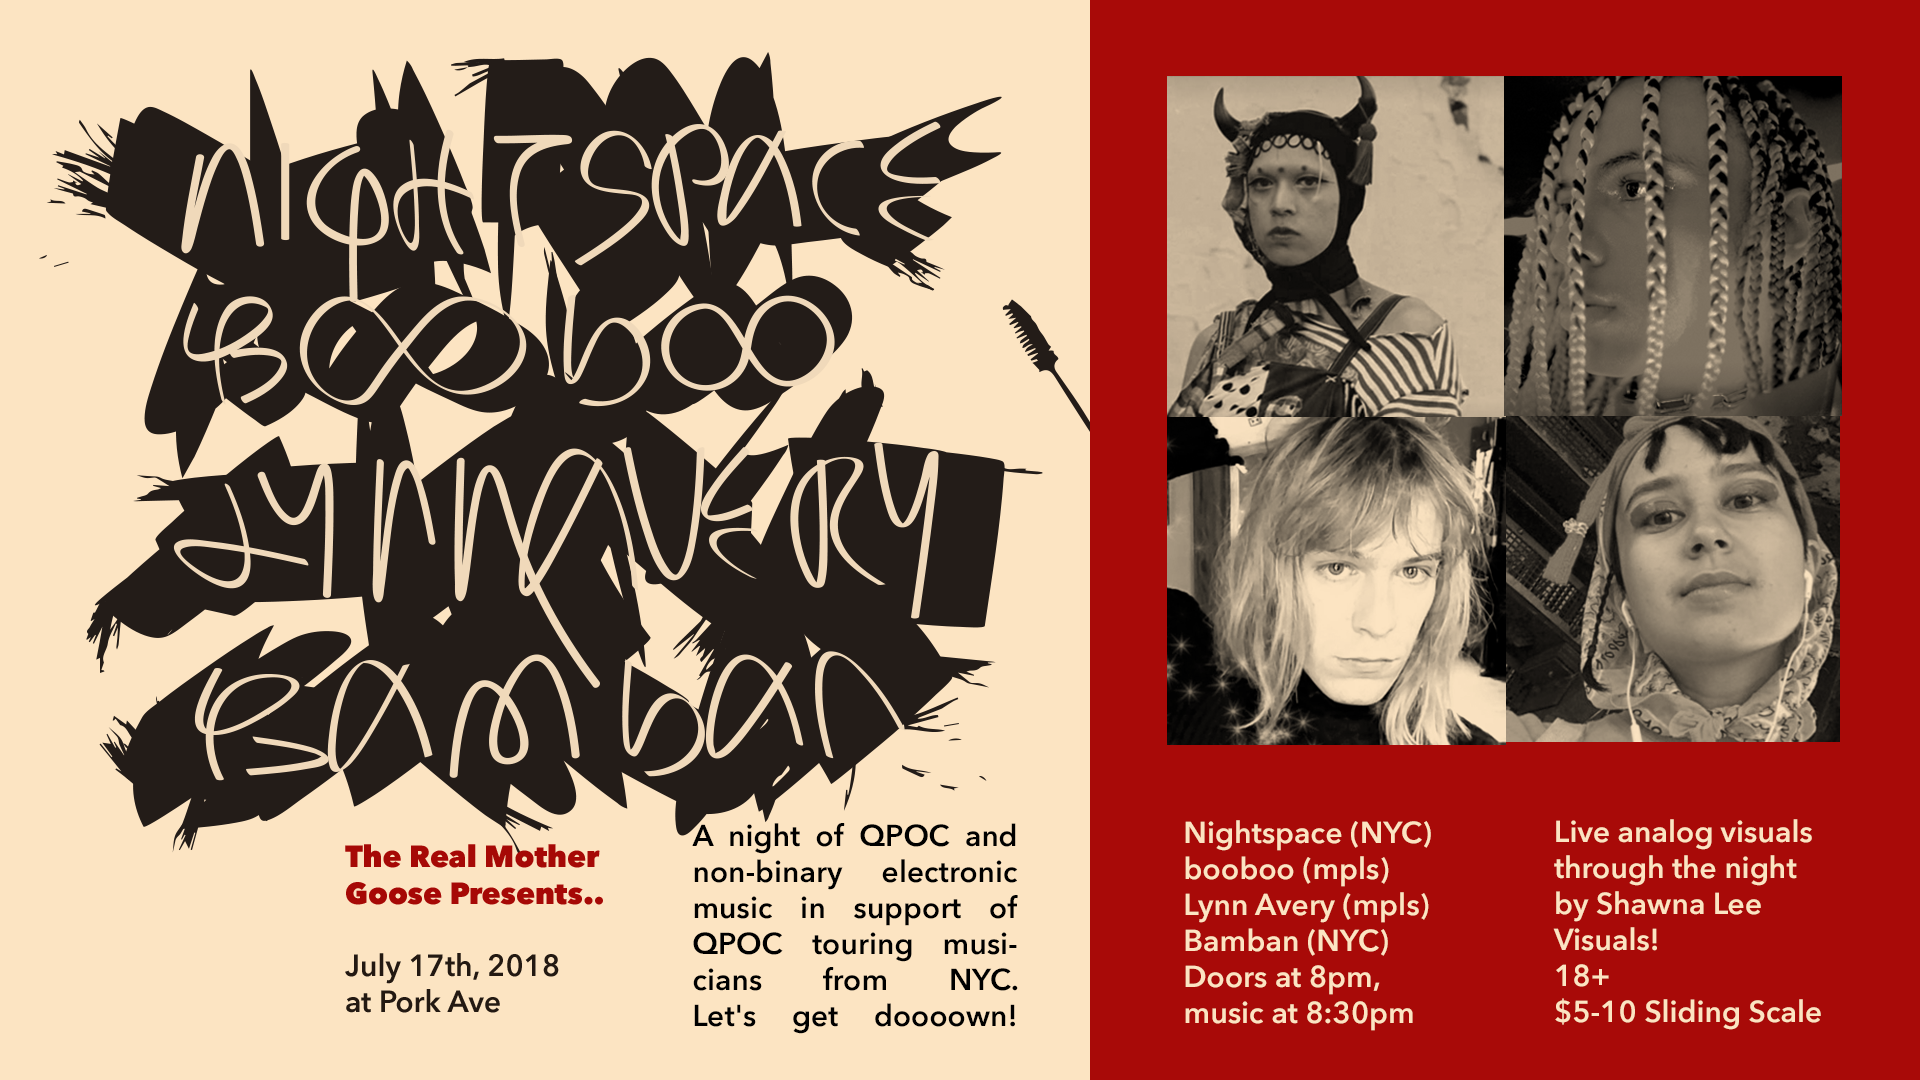 NIGHTSPACE
BOOBOO
LYNN AVERY
BAMBAN
The Real Mother
Goose Presents..
July 17th, 2018
at Pork Ave
A night of QPOC and
non-binary electronic
music in support of
QPOC touring musi-
cians from NYC.
Let's get doooown!
Nightspace (NYC)
booboo (mpls)
Lynn Avery (mpls)
Bamban (NYC)
Doors at 8pm,
music at 8:30pm
Live analog visuals
through the night
by Shawna Lee
Visuals!
18+
$5-10 Sliding Scale